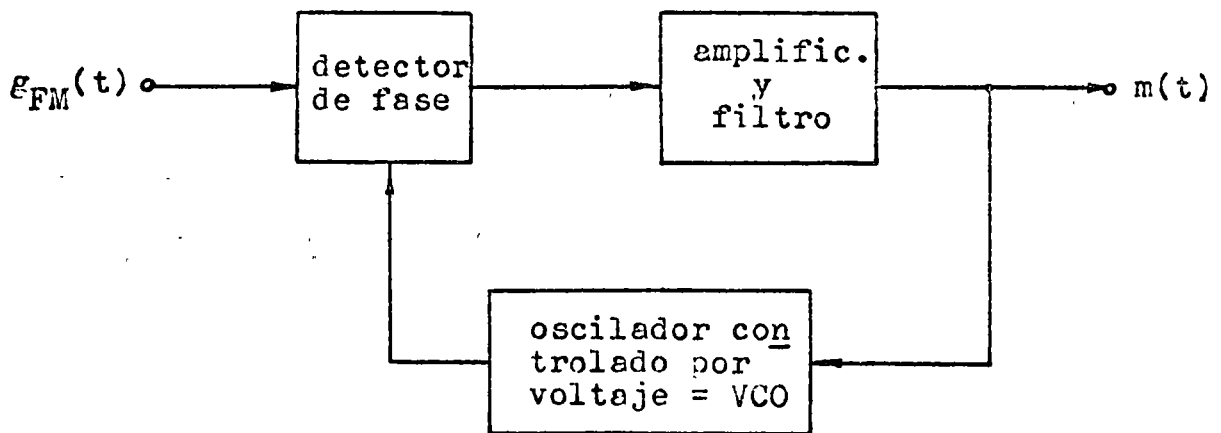 g_FM(t)
detector
de fase
amplific.
y
filtro
m(t)
oscilador con
trolado por
voltaje = VCO